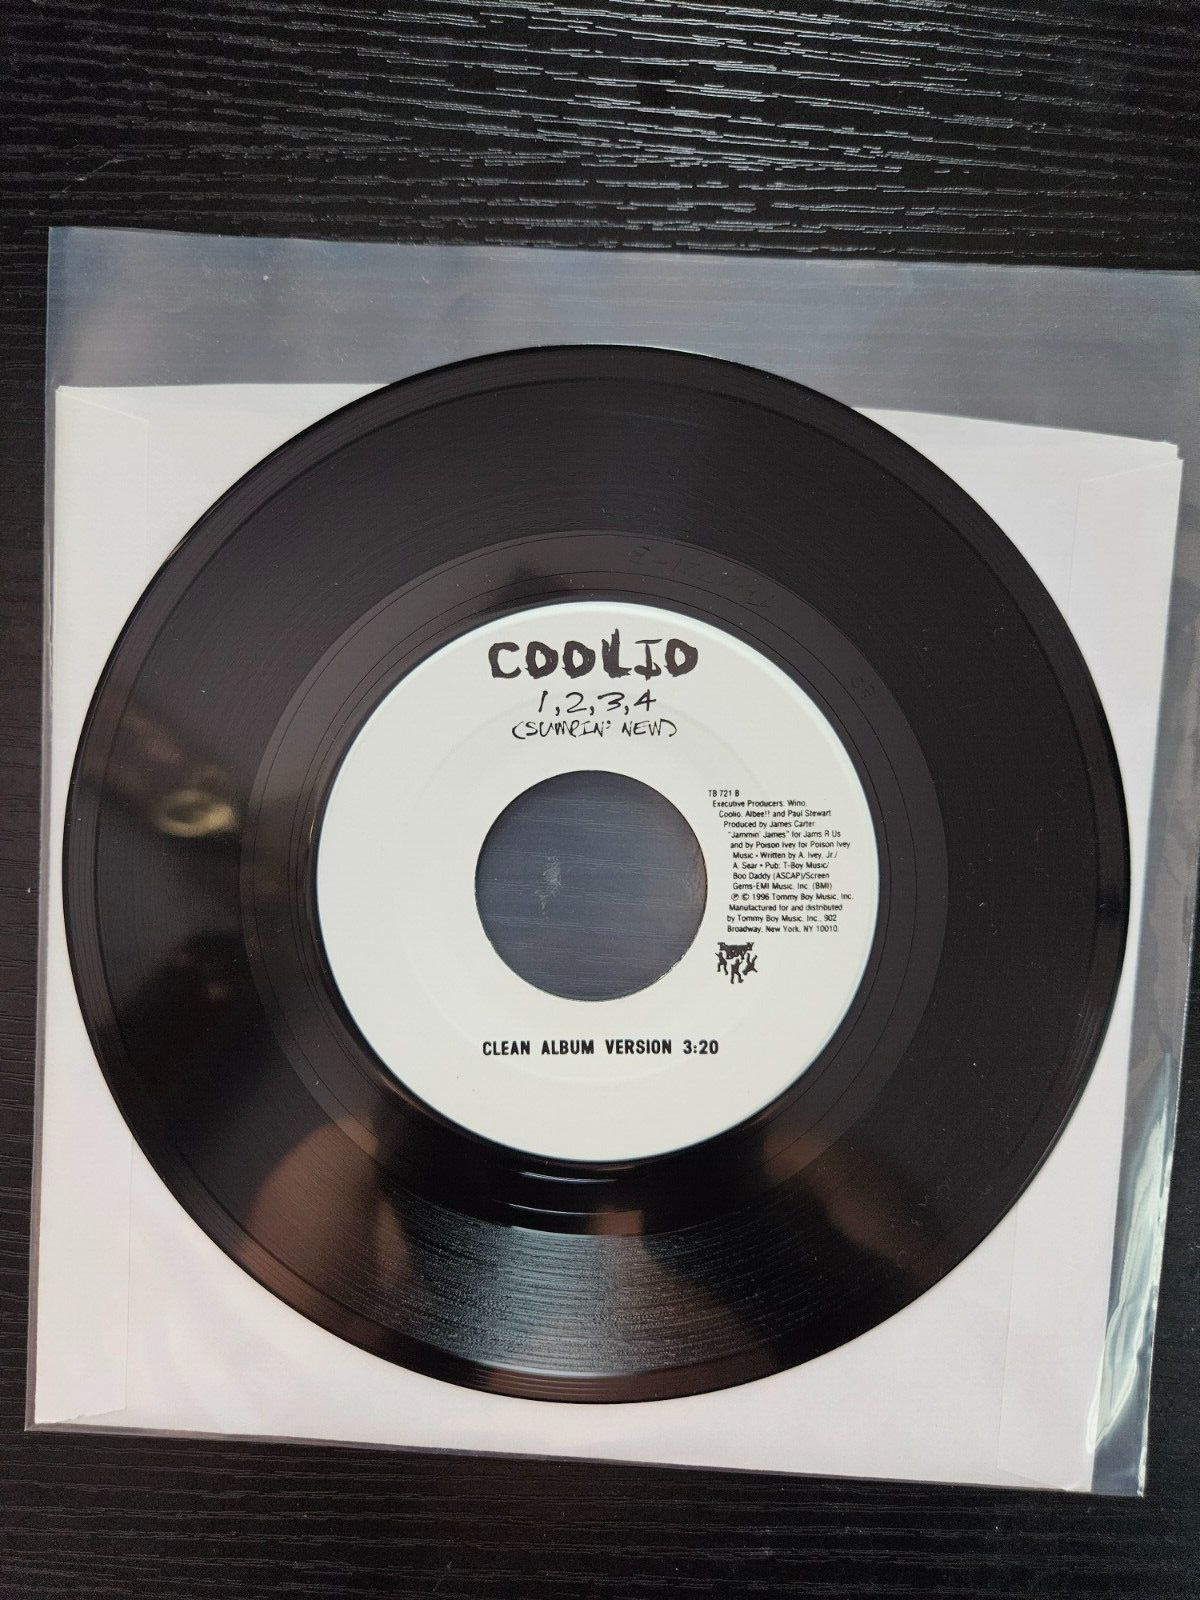 COOLIO
1,2,3,4
(SUMPIN' NEW)
TB 721 B
Executive Producers: Wino,
Coolio, Albee!! and Paul Stewart
Produced by James Carter
"Jammin' James" for Jams R Us
and by Poison Ivey for Poison Ivey
Music • Written by A. Ivey, Jr./
A. Sear • Pub: T-Boy Music/
Boo Daddy (ASCAP)/Screen
Gems-EMI Music, Inc. (BMI)
℗ © 1996 Tommy Boy Music, Inc.
Manufactured for and distributed
by Tommy Boy Music, Inc., 902
Broadway, New York, NY 10010.
TOMMY
BOY
CLEAN ALBUM VERSION 3:20